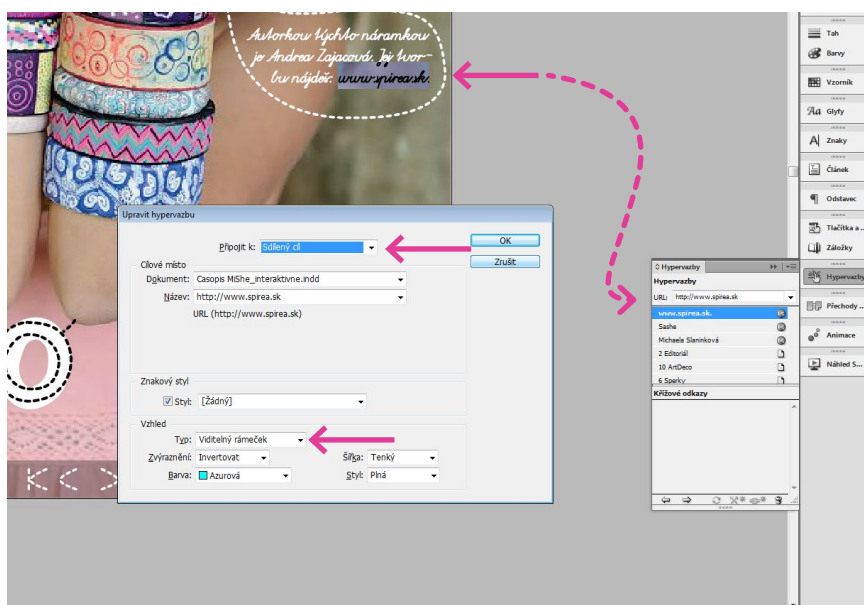 Autorkou týchto náramkou
je Andrea Zajacová. Jej tvor-
bu nájdeš: www.spirea.sk.
Tah
Barvy
Vzorník
Glyfy
Znaky
Článek
Odstavec
Tlačítka a ...
Záložky
Hypervazby
Přechody ...
Animace
Náhled S...
Upravit hypervazbu
Připojit k: Sdílený cíl
OK
Zrušit
Cílové místo
Dokument: Casopis MiShe_interaktivne.indd
Název: http://www.spirea.sk
URL (http://www.spirea.sk)
Znakový styl
Styl: [Žádný]
Vzhled
Typ: Viditelný rámeček
Zvýraznění: Invertovat
Šířka: Tenký
Barva: Azurová
Styl: Plná
Hypervazby
Hypervazby
URL: http://www.spirea.sk
www.spirea.sk.
Sashe
Michaela Slaninková
2 Editoriál
10 ArtDeco
6 Sperky
Křížové odkazy